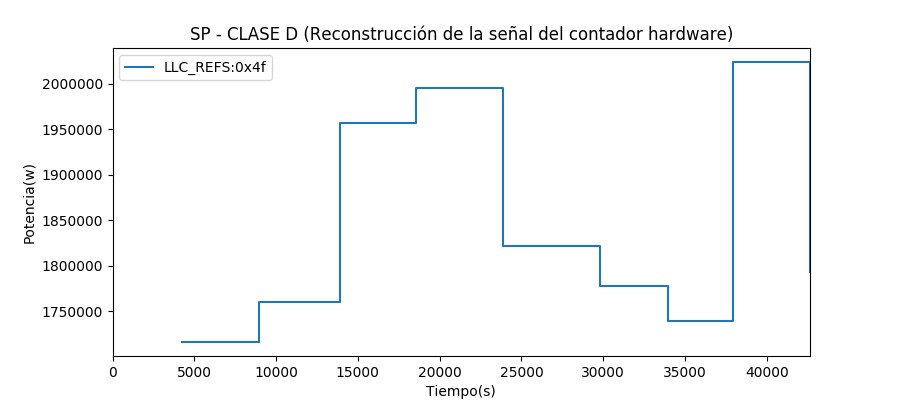 SP - CLASE D (Reconstrucción de la señal del contador hardware)
LLC_REFS:0x4f
Potencia(w)
2000000
1950000
1900000
1850000
1800000
1750000
0 5000 10000 15000 20000 25000 30000 35000 40000
Tiempo(s)